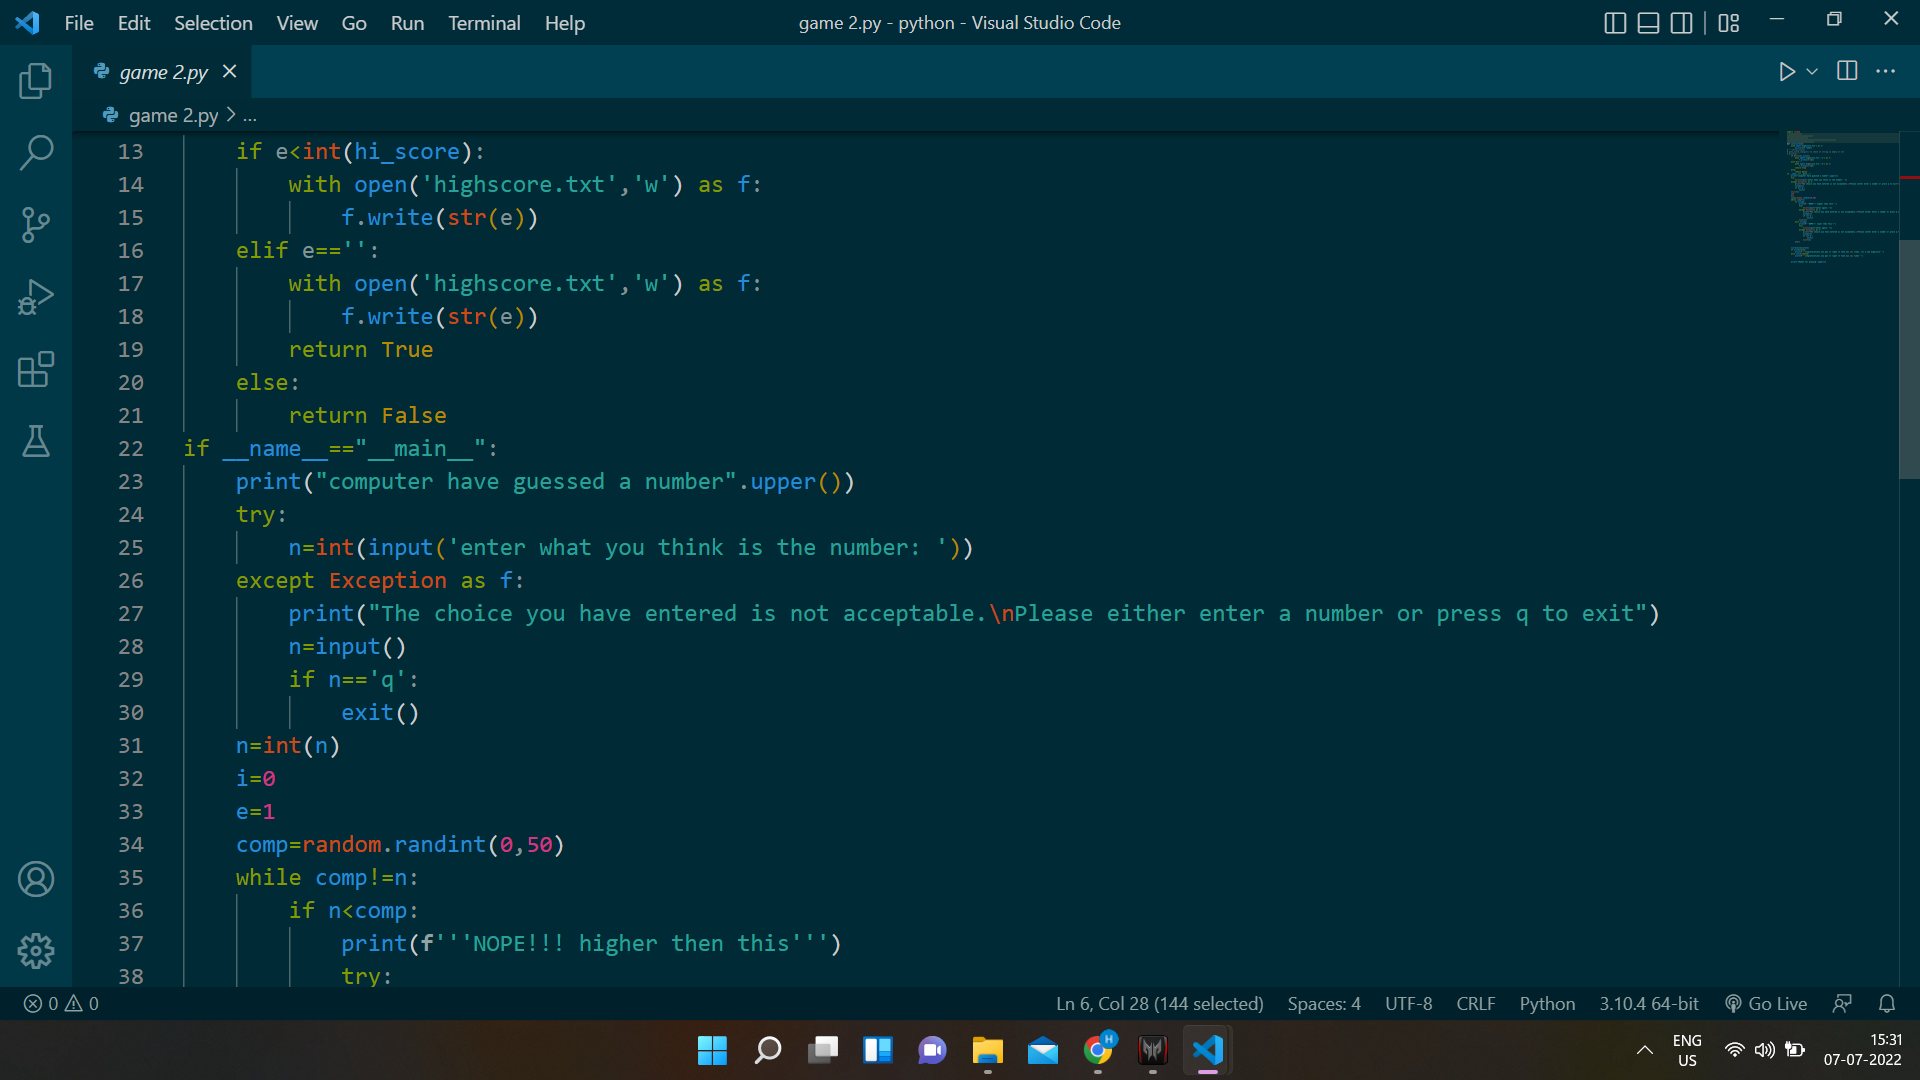 File Edit Selection View Go Run Terminal Help game 2.py - python - Visual Studio Code
game 2.py
game 2.py > ...
13 if e<int(hi_score):
14 with open('highscore.txt','w') as f:
15 f.write(str(e))
16 elif e=='':
17 with open('highscore.txt','w') as f:
18 f.write(str(e))
19 return True
20 else:
21 return False
22 if __name__=="__main__":
23 print("computer have guessed a number".upper())
24 try:
25 n=int(input('enter what you think is the number: '))
26 except Exception as f:
27 print("The choice you have entered is not acceptable.\nPlease either enter a number or press q to exit")
28 n=input()
29 if n=='q':
30 exit()
31 n=int(n)
32 i=0
33 e=1
34 comp=random.randint(0,50)
35 while comp!=n:
36 if n<comp:
37 print(f'''NOPE!!! higher then this''')
38 try:
0 0 Ln 6, Col 28 (144 selected) Spaces: 4 UTF-8 CRLF Python 3.10.4 64-bit Go Live
H
ENG
US
15:31
07-07-2022